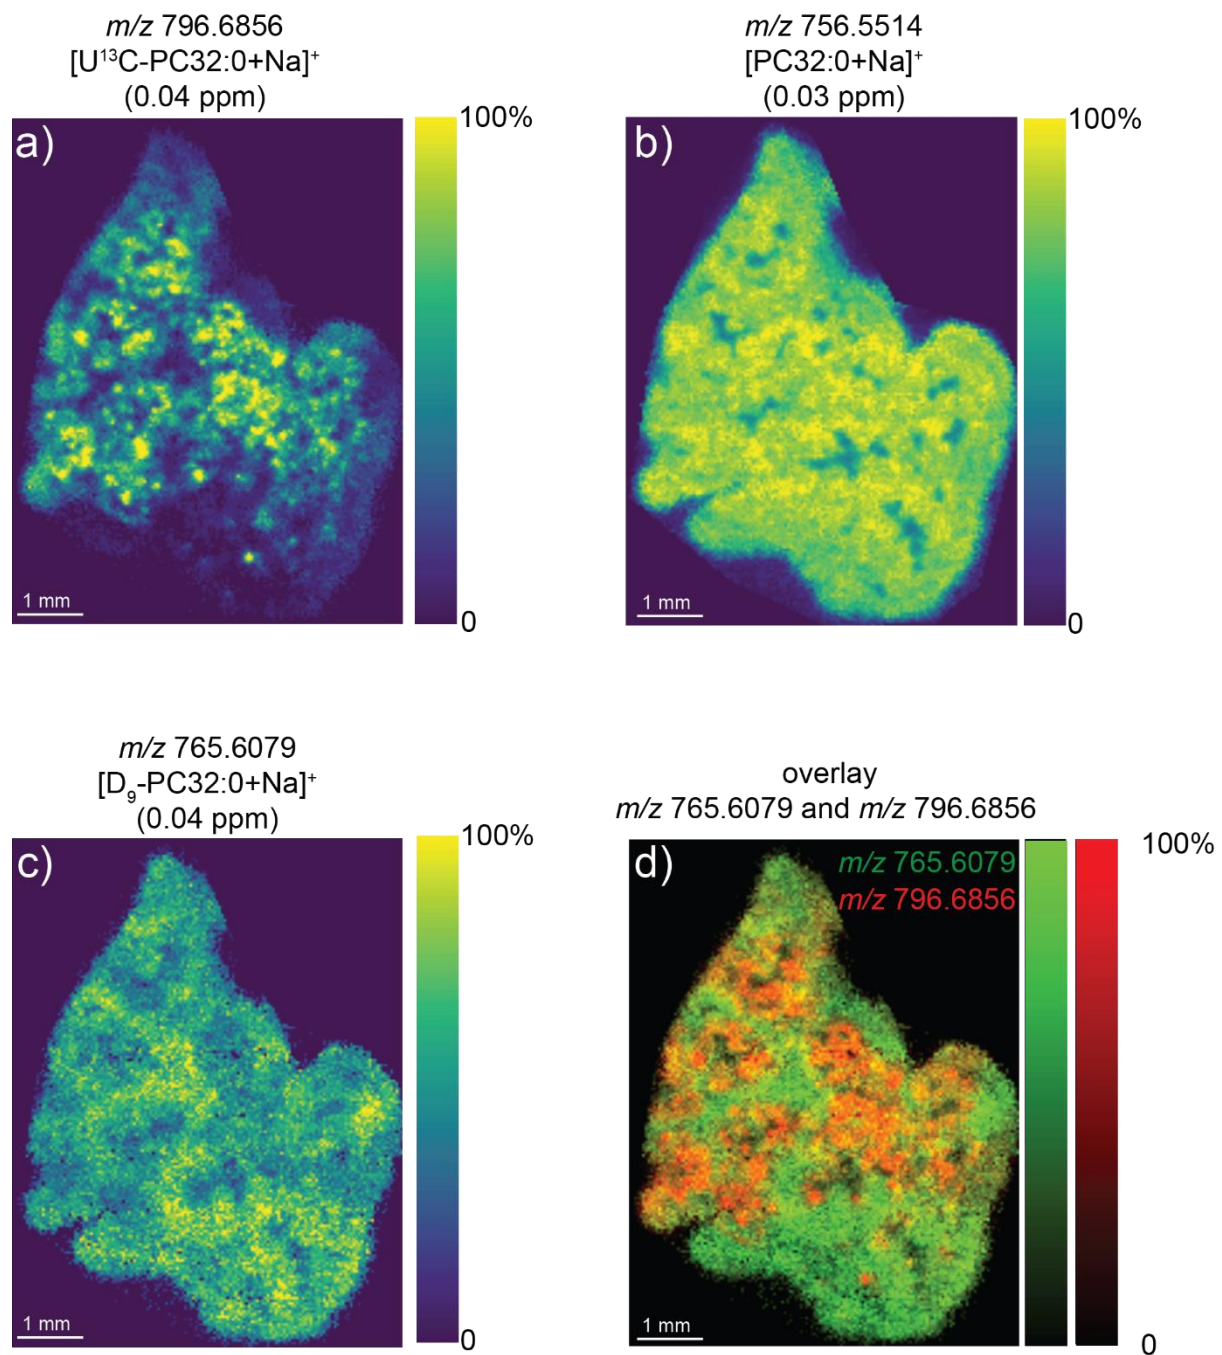 m/z 796.6856
[U¹³C-PC32:0+Na]⁺
(0.04 ppm)
a)
100%
0
1 mm
m/z 756.5514
[PC32:0+Na]⁺
(0.03 ppm)
b)
100%
0
1 mm
m/z 765.6079
[D₉-PC32:0+Na]⁺
(0.04 ppm)
c)
100%
0
1 mm
overlay
m/z 765.6079 and m/z 796.6856
d)
m/z 765.6079
m/z 796.6856
100%
0
1 mm